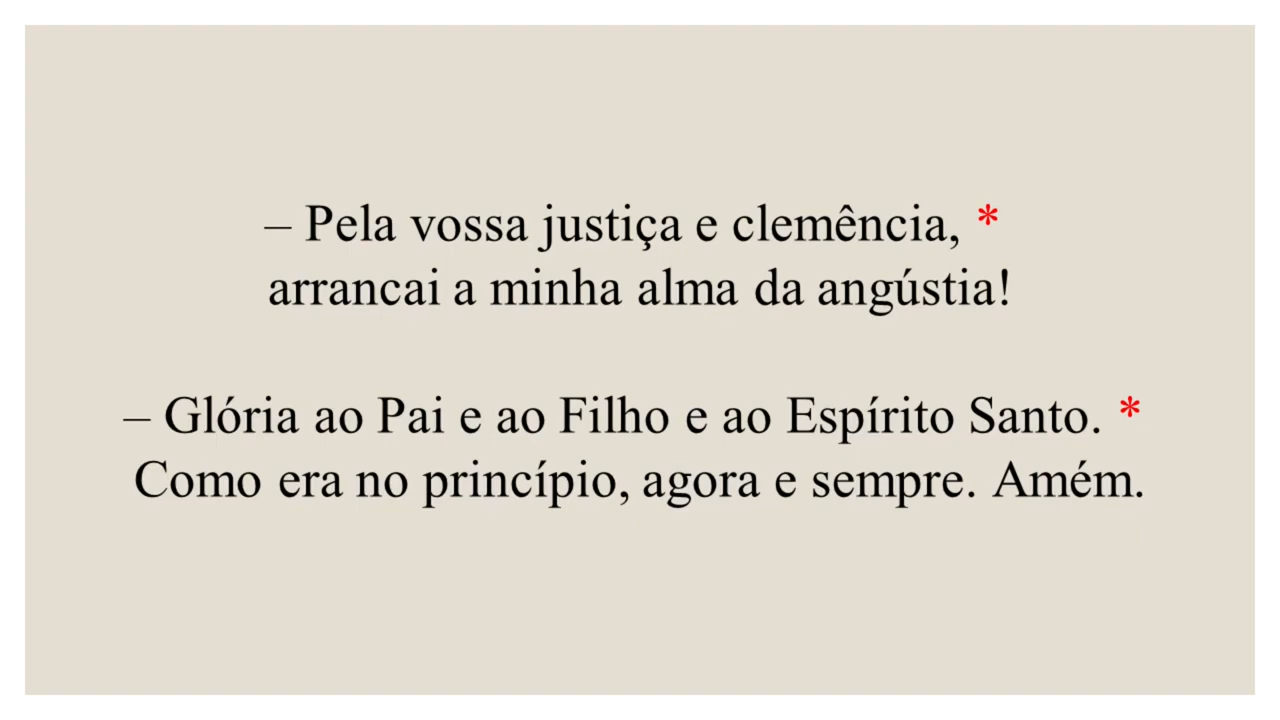 – Pela vossa justiça e clemência, *
arrancai a minha alma da angústia!
– Glória ao Pai e ao Filho e ao Espírito Santo. *
Como era no princípio, agora e sempre. Amém.